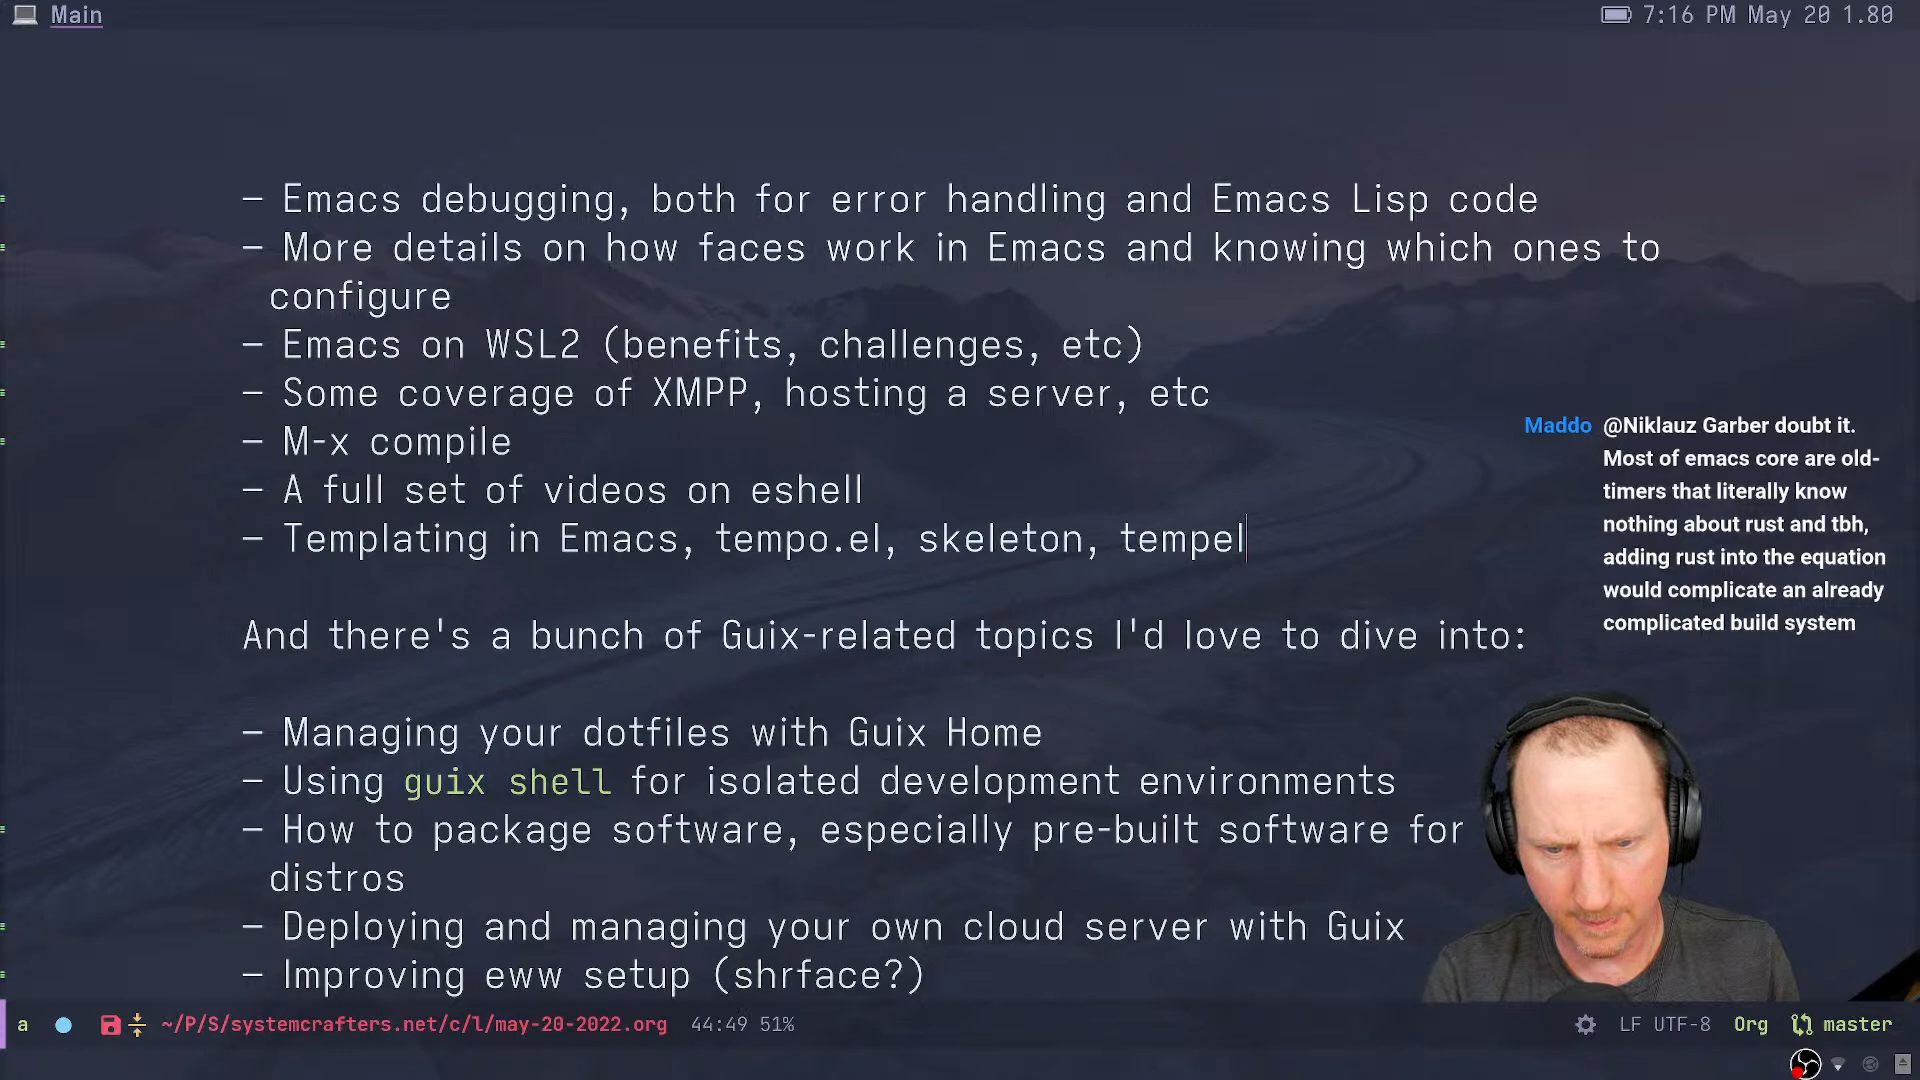 Main
7:16 PM May 20 1.80
– Emacs debugging, both for error handling and Emacs Lisp code
– More details on how faces work in Emacs and knowing which ones to
configure
– Emacs on WSL2 (benefits, challenges, etc)
– Some coverage of XMPP, hosting a server, etc
– M-x compile
– A full set of videos on eshell
– Templating in Emacs, tempo.el, skeleton, tempel
And there's a bunch of Guix-related topics I'd love to dive into:
– Managing your dotfiles with Guix Home
– Using guix shell for isolated development environments
– How to package software, especially pre-built software for
distros
– Deploying and managing your own cloud server with Guix
– Improving eww setup (shrface?)
Maddo @Niklauz Garber doubt it.
Most of emacs core are old-
timers that literally know
nothing about rust and tbh,
adding rust into the equation
would complicate an already
complicated build system
a ~/P/S/systemcrafters.net/c/l/may-20-2022.org 44:49 51% LF UTF-8 Org master